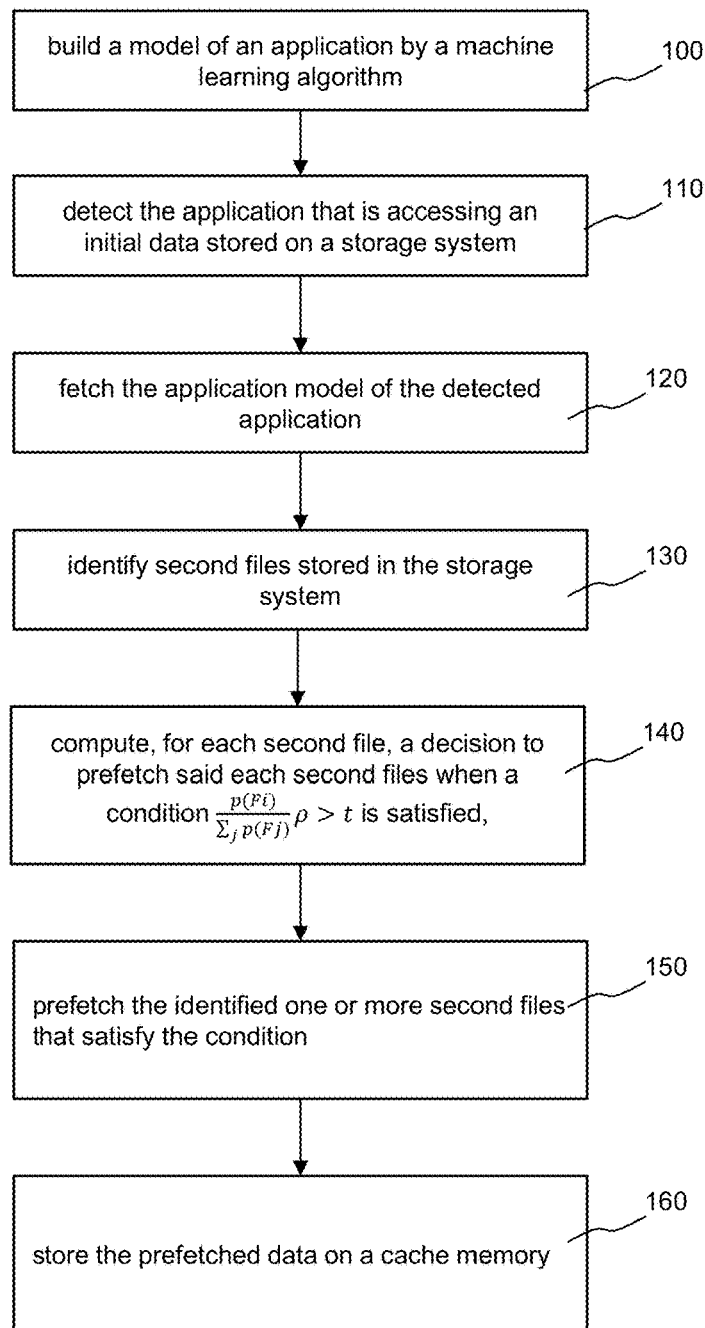 build a model of an application by a machine
learning algorithm
100
detect the application that is accessing an
initial data stored on a storage system
110
fetch the application model of the detected
application
120
identify second files stored in the storage
system
130
compute, for each second file, a decision to
prefetch said each second files when a
condition \frac{p(Fi)}{\sum_j p(Fj)} ρ > t is satisfied,
140
prefetch the identified one or more second files
that satisfy the condition
150
store the prefetched data on a cache memory
160